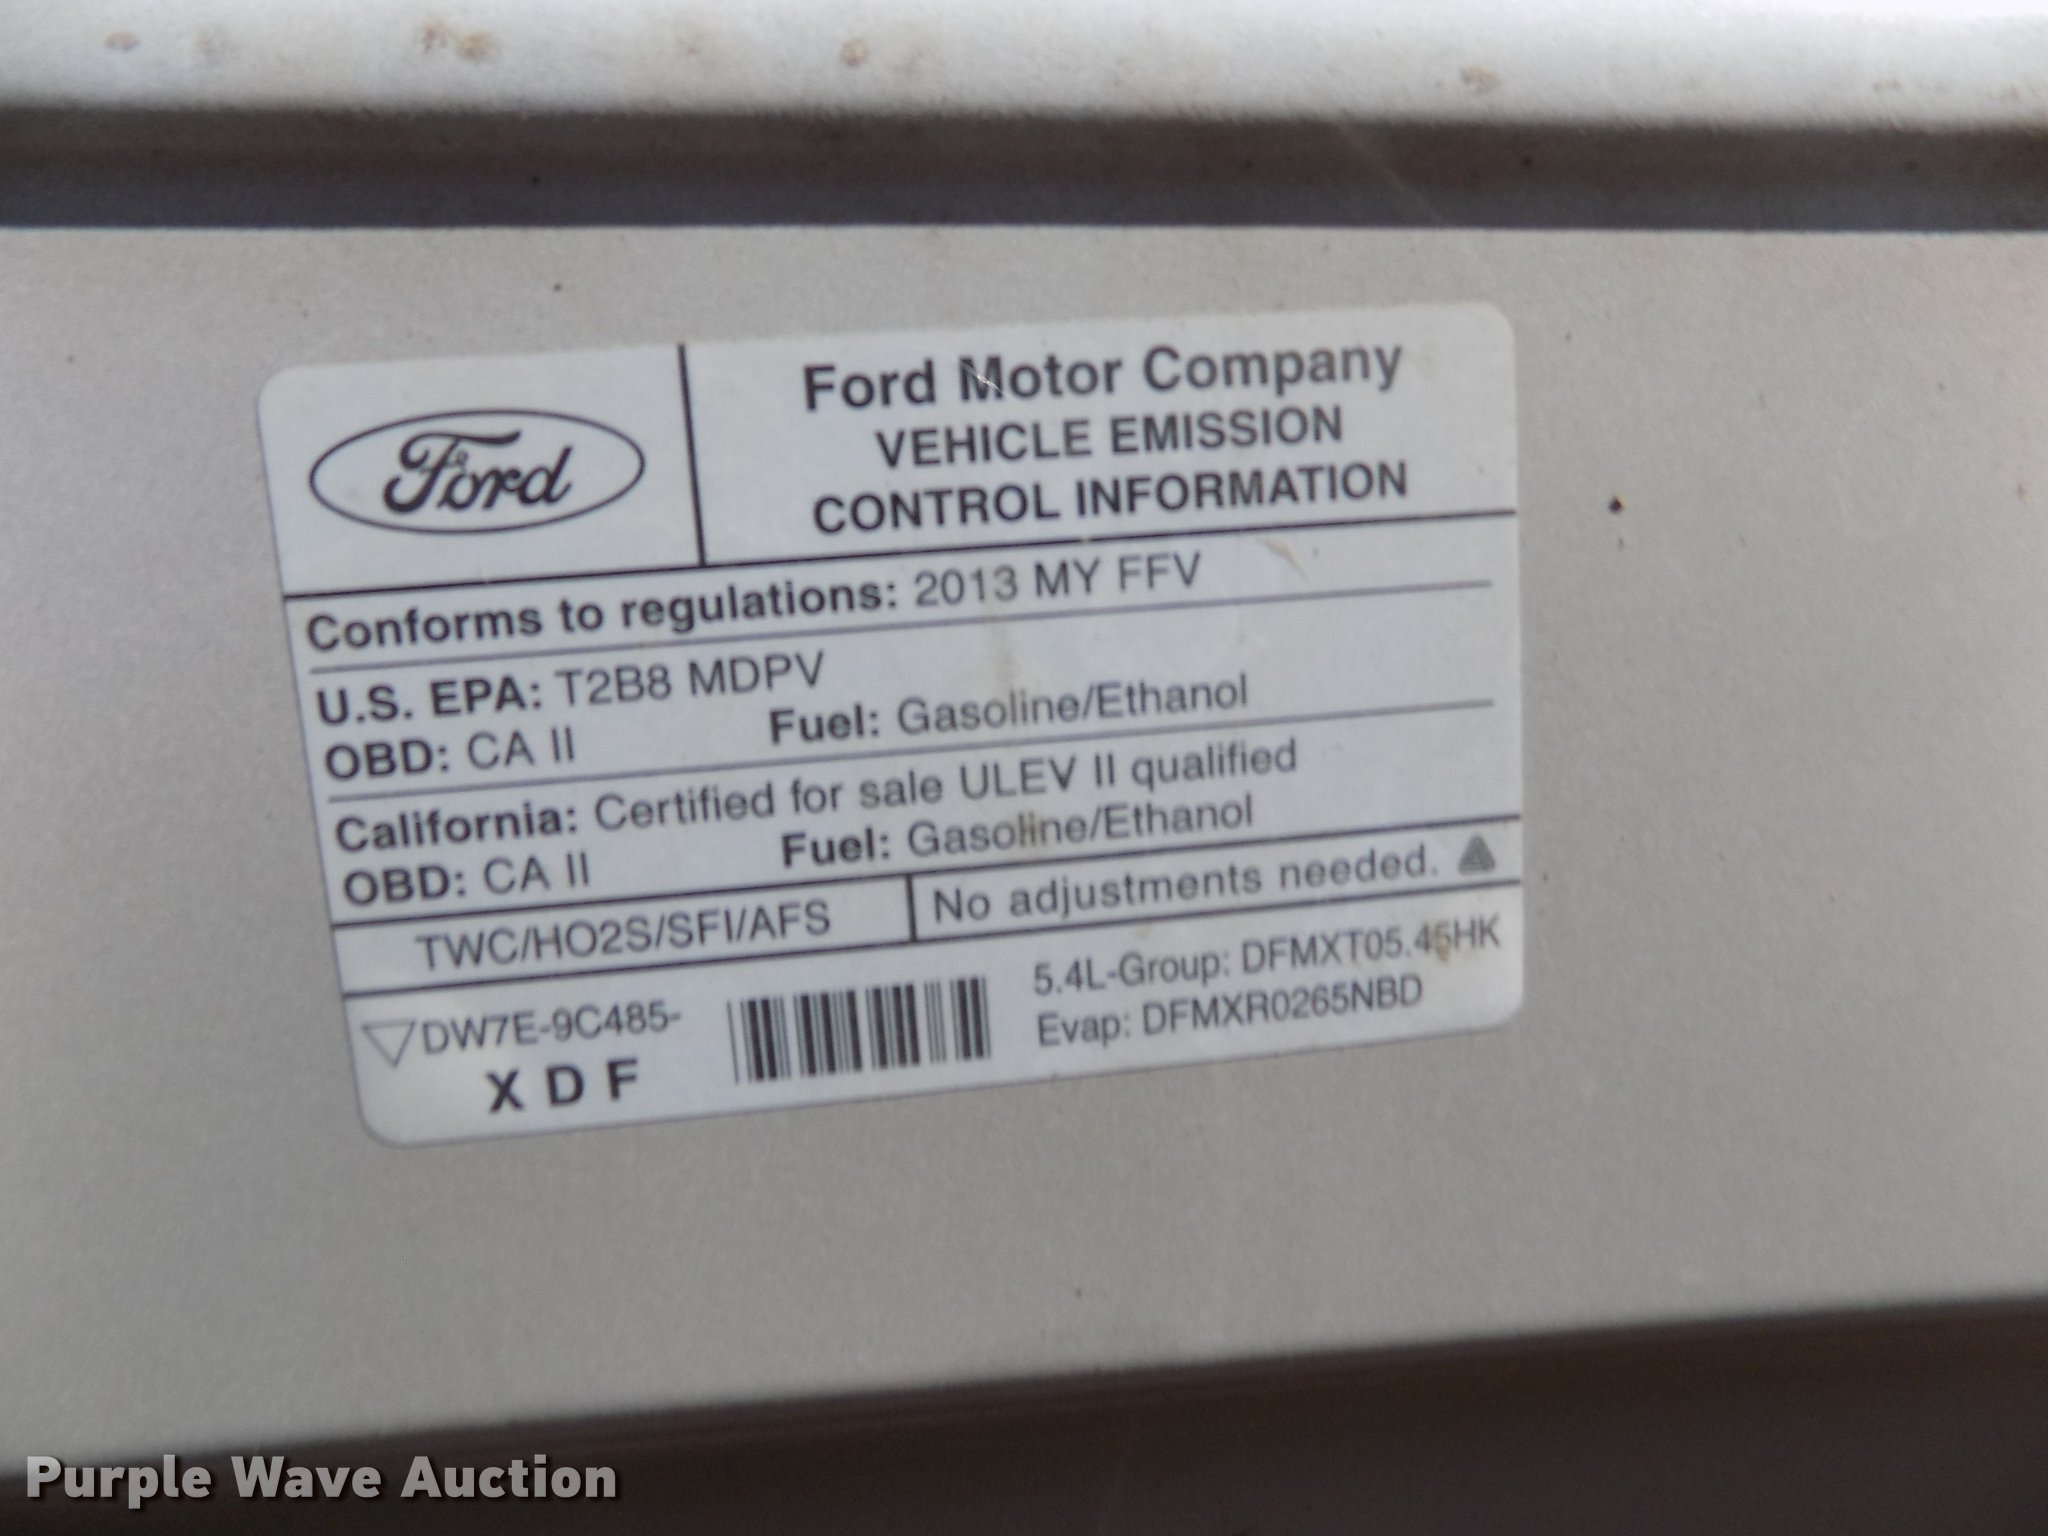 Ford
Ford Motor Company
VEHICLE EMISSION
CONTROL INFORMATION
Conforms to regulations: 2013 MY FFV
U.S. EPA: T2B8 MDPV
OBD: CA II Fuel: Gasoline/Ethanol
California: Certified for sale ULEV II qualified
OBD: CA II Fuel: Gasoline/Ethanol
TWC/HO2S/SFI/AFS
No adjustments needed.
DW7E-9C485-
X D F
5.4L-Group: DFMXT05.45HK
Evap: DFMXR0265NBD
Purple Wave Auction